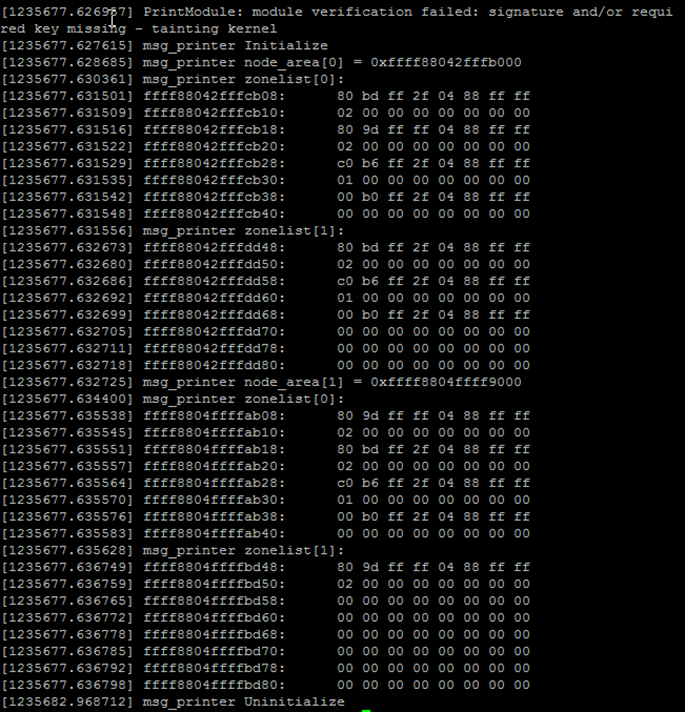 [1235677.626957] PrintModule: module verification failed: signature and/or requi
red key missing - tainting kernel
[1235677.627615] msg_printer Initialize
[1235677.628685] msg_printer node_area[0] = 0xffff88042fffb000
[1235677.630361] msg_printer zonelist[0]:
[1235677.631501] ffff88042fffcb08:      80 bd ff 2f 04 88 ff ff
[1235677.631509] ffff88042fffcb10:      02 00 00 00 00 00 00 00
[1235677.631516] ffff88042fffcb18:      80 9d ff ff 04 88 ff ff
[1235677.631522] ffff88042fffcb20:      02 00 00 00 00 00 00 00
[1235677.631529] ffff88042fffcb28:      c0 b6 ff 2f 04 88 ff ff
[1235677.631535] ffff88042fffcb30:      01 00 00 00 00 00 00 00
[1235677.631542] ffff88042fffcb38:      00 b0 ff 2f 04 88 ff ff
[1235677.631548] ffff88042fffcb40:      00 00 00 00 00 00 00 00
[1235677.631556] msg_printer zonelist[1]:
[1235677.632673] ffff88042fffdd48:      80 bd ff 2f 04 88 ff ff
[1235677.632680] ffff88042fffdd50:      02 00 00 00 00 00 00 00
[1235677.632686] ffff88042fffdd58:      c0 b6 ff 2f 04 88 ff ff
[1235677.632692] ffff88042fffdd60:      01 00 00 00 00 00 00 00
[1235677.632699] ffff88042fffdd68:      00 b0 ff 2f 04 88 ff ff
[1235677.632705] ffff88042fffdd70:      00 00 00 00 00 00 00 00
[1235677.632711] ffff88042fffdd78:      00 00 00 00 00 00 00 00
[1235677.632718] ffff88042fffdd80:      00 00 00 00 00 00 00 00
[1235677.632725] msg_printer node_area[1] = 0xffff8804ffff9000
[1235677.634400] msg_printer zonelist[0]:
[1235677.635538] ffff8804ffffab08:      80 9d ff ff 04 88 ff ff
[1235677.635545] ffff8804ffffab10:      02 00 00 00 00 00 00 00
[1235677.635551] ffff8804ffffab18:      80 bd ff 2f 04 88 ff ff
[1235677.635557] ffff8804ffffab20:      02 00 00 00 00 00 00 00
[1235677.635564] ffff8804ffffab28:      c0 b6 ff 2f 04 88 ff ff
[1235677.635570] ffff8804ffffab30:      01 00 00 00 00 00 00 00
[1235677.635576] ffff8804ffffab38:      00 b0 ff 2f 04 88 ff ff
[1235677.635583] ffff8804ffffab40:      00 00 00 00 00 00 00 00
[1235677.635628] msg_printer zonelist[1]:
[1235677.636749] ffff8804ffffbd48:      80 9d ff ff 04 88 ff ff
[1235677.636759] ffff8804ffffbd50:      02 00 00 00 00 00 00 00
[1235677.636765] ffff8804ffffbd58:      00 00 00 00 00 00 00 00
[1235677.636772] ffff8804ffffbd60:      00 00 00 00 00 00 00 00
[1235677.636778] ffff8804ffffbd68:      00 00 00 00 00 00 00 00
[1235677.636785] ffff8804ffffbd70:      00 00 00 00 00 00 00 00
[1235677.636792] ffff8804ffffbd78:      00 00 00 00 00 00 00 00
[1235677.636798] ffff8804ffffbd80:      00 00 00 00 00 00 00 00
[1235682.968712] msg_printer Uninitialize